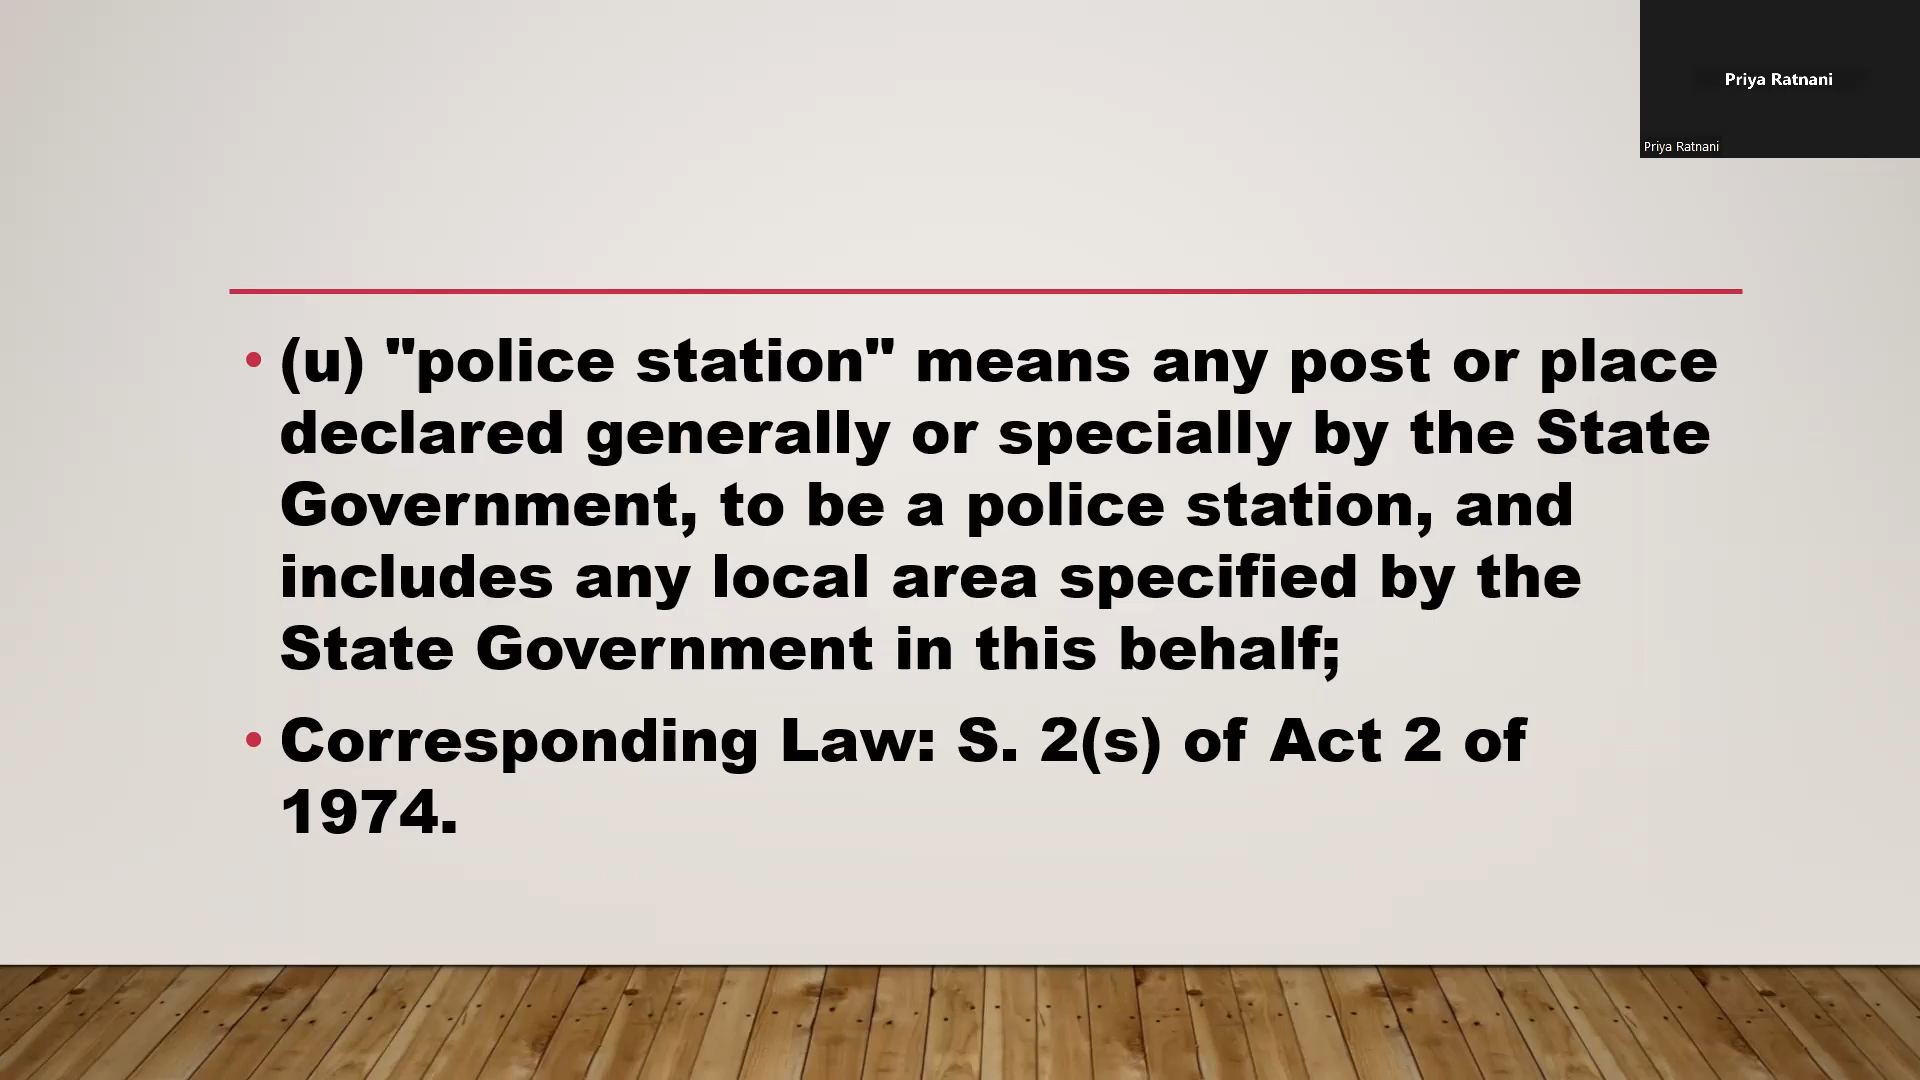 Priya Ratnani
Priya Ratnani
• (u) "police station" means any post or place
declared generally or specially by the State
Government, to be a police station, and
includes any local area specified by the
State Government in this behalf;
• Corresponding Law: S. 2(s) of Act 2 of
1974.